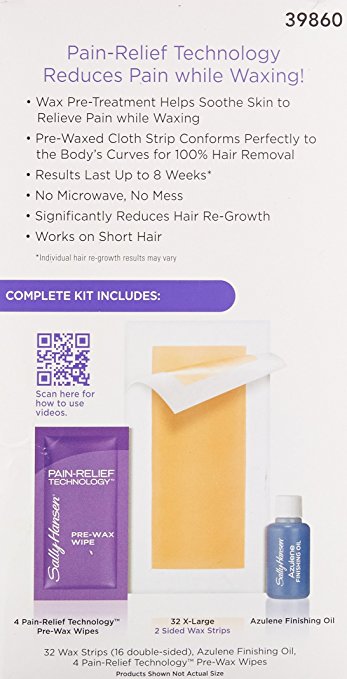 39860
Pain-Relief Technology
Reduces Pain while Waxing!
• Wax Pre-Treatment Helps Soothe Skin to
Relieve Pain while Waxing
• Pre-Waxed Cloth Strip Conforms Perfectly to
the Body's Curves for 100% Hair Removal
• Results Last Up to 8 Weeks*
• No Microwave, No Mess
• Significantly Reduces Hair Re-Growth
• Works on Short Hair
*Individual hair re-growth results may vary
COMPLETE KIT INCLUDES:
Scan here for
how to use
videos.
PAIN-RELIEF
TECHNOLOGY™
PRE-WAX
WIPE
Sally Hansen
Sally Hansen
Azulene
FINISHING OIL
4 Pain-Relief Technology™
Pre-Wax Wipes
32 X-Large
2 Sided Wax Strips
Azulene Finishing Oil
32 Wax Strips (16 double-sided), Azulene Finishing Oil,
4 Pain-Relief Technology™ Pre-Wax Wipes
Products Shown Not Actual Size